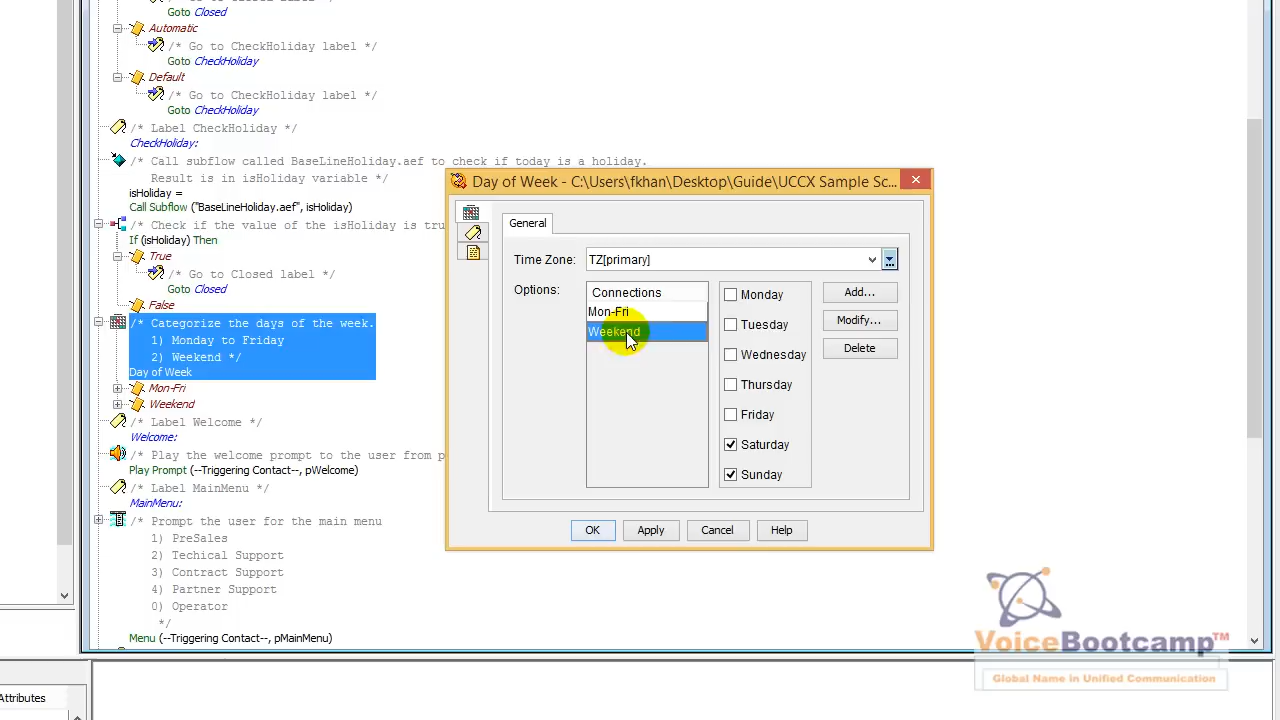 /* Go to Closed label */
Goto Closed
Automatic
/* Go to CheckHoliday label */
Goto CheckHoliday
Default
/* Go to CheckHoliday label */
Goto CheckHoliday
/* Label CheckHoliday */
CheckHoliday:
/* Call subflow called BaseLineHoliday.aef to check if today is a holiday.
Result is in isHoliday variable */
isHoliday =
Call Subflow ("BaseLineHoliday.aef", isHoliday)
/* Check if the value of the isHoliday is tru
If (isHoliday) Then
True
/* Go to Closed label */
Goto Closed
False
/* Categorize the days of the week.
1) Monday to Friday
2) Weekend */
Day of Week
Mon-Fri
Weekend
/* Label Welcome */
Welcome:
/* Play the welcome prompt to the user from p
Play Prompt (--Triggering Contact--, pWelcome)
/* Label MainMenu */
MainMenu:
/* Prompt the user for the main menu
1) PreSales
2) Techical Support
3) Contract Support
4) Partner Support
0) Operator
*/
Menu (--Triggering Contact--, pMainMenu)
Day of Week - C:\Users\fkhan\Desktop\Guide\UCCX Sample Sc...
General
Time Zone: TZ[primary]
Options:
Connections
Mon-Fri
Weekend
Monday
Tuesday
Wednesday
Thursday
Friday
Saturday
Sunday
Add...
Modify...
Delete
OK Apply Cancel Help
Attributes
VoiceBootcamp™
Global Name in Unified Communication